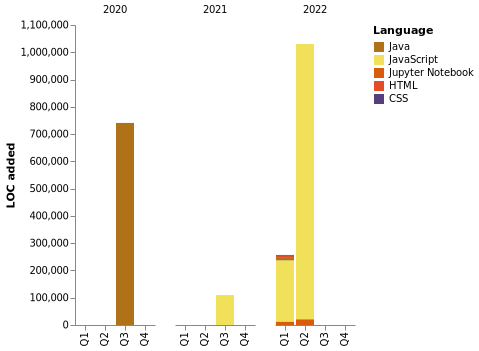 2020 2021 2022
1,100,000
1,000,000
900,000
800,000
700,000
600,000
500,000
400,000
300,000
200,000
100,000
0
LOC added
Q1 Q2 Q3 Q4 Q1 Q2 Q3 Q4 Q1 Q2 Q3 Q4
Language
Java
JavaScript
Jupyter Notebook
HTML
CSS